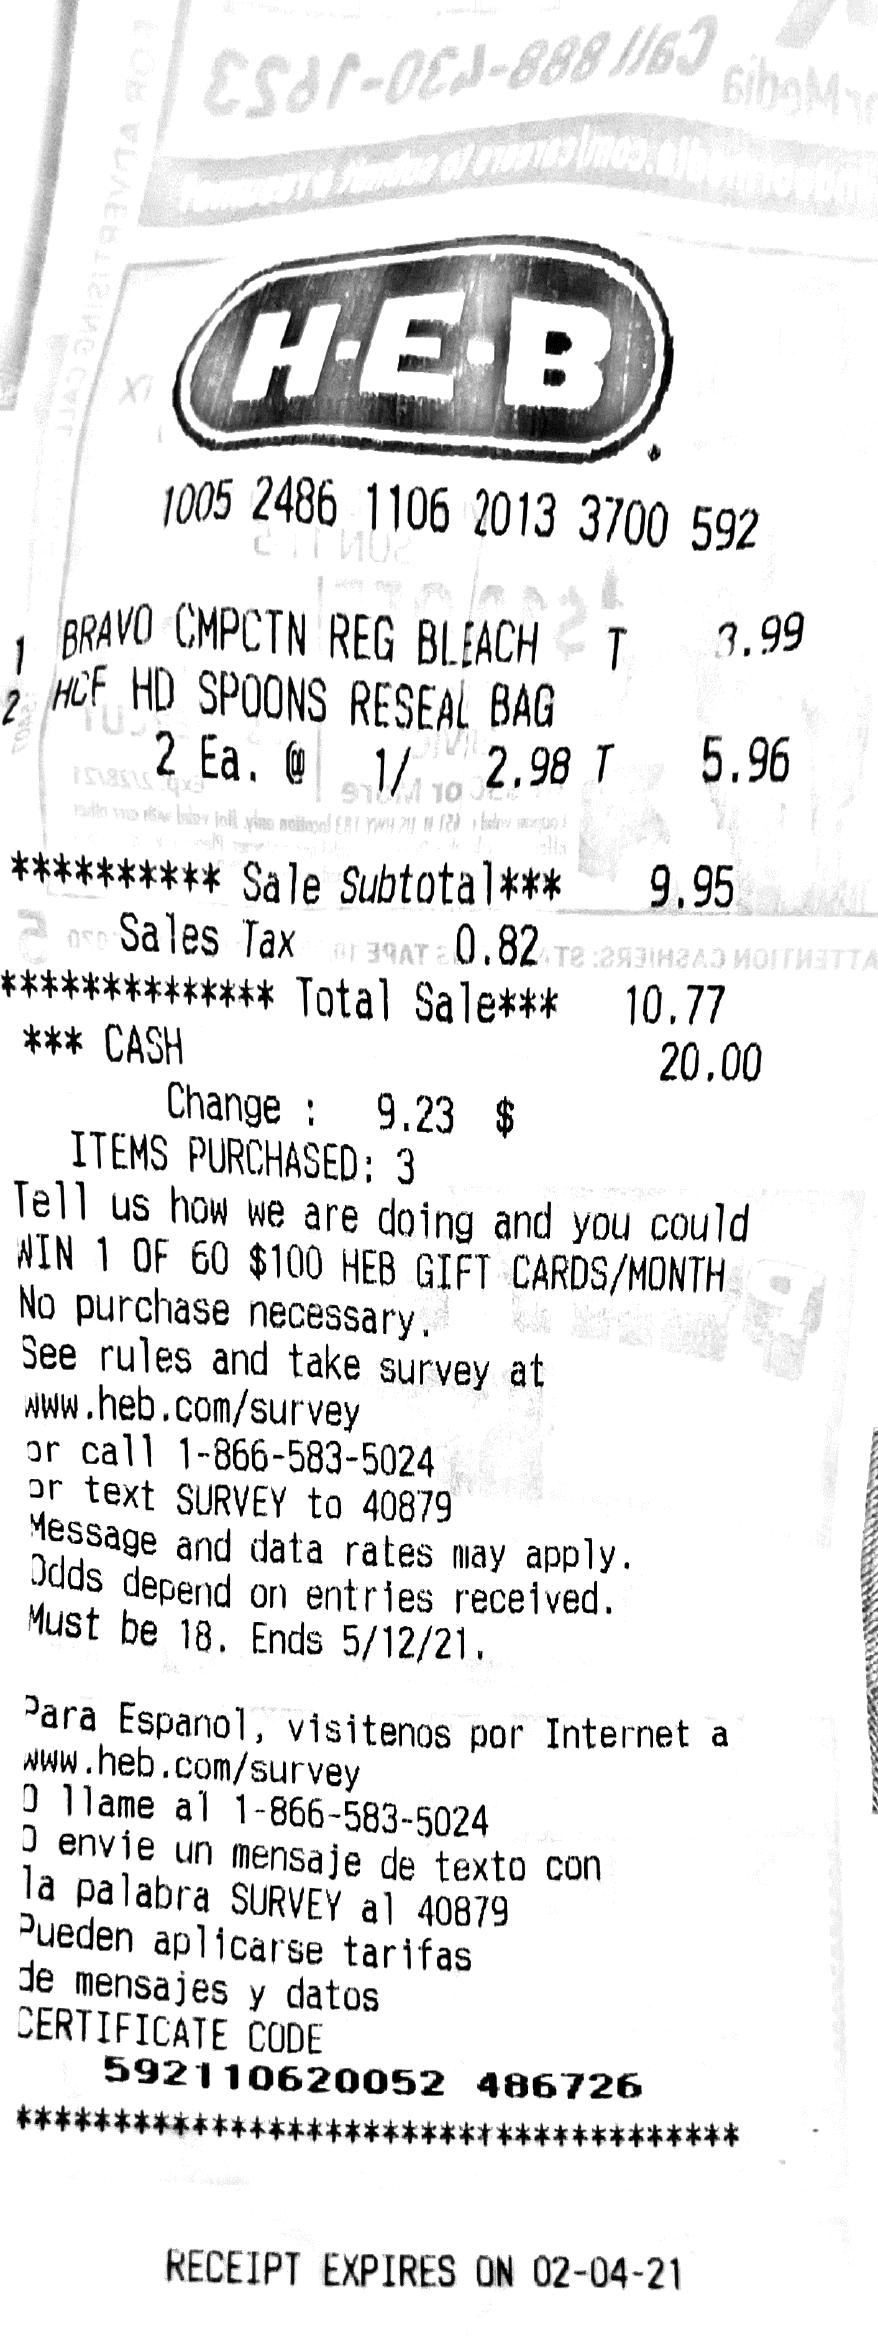 H-E-B
1005 2486 1106 2013 3700 592
1 BRAVO CMPCTN REG BLEACH T 3.99
2 HCF HD SPOONS RESEAL BAG
2 Ea. @ 1/ 2.98 T 5.96
********** Sale Subtotal*** 9.95
Sales Tax 0.82
************** Total Sale*** 10.77
*** CASH 20.00
Change : 9.23 $
ITEMS PURCHASED: 3
Tell us how we are doing and you could
WIN 1 OF 60 $100 HEB GIFT CARDS/MONTH
No purchase necessary.
See rules and take survey at
www.heb.com/survey
or call 1-866-583-5024
or text SURVEY to 40879
Message and data rates may apply.
Odds depend on entries received.
Must be 18. Ends 5/12/21.
Para Espanol, visitenos por Internet a
www.heb.com/survey
O llame al 1-866-583-5024
O envie un mensaje de texto con
la palabra SURVEY al 40879
Pueden aplicarse tarifas
de mensajes y datos
CERTIFICATE CODE
592110620052 486726
**************************************
RECEIPT EXPIRES ON 02-04-21